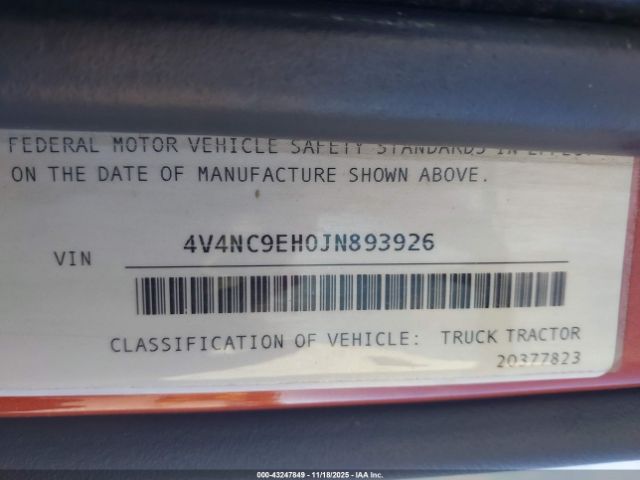 FEDERAL MOTOR VEHICLE SAFETY STANDARDS IN EFFECT
ON THE DATE OF MANUFACTURE SHOWN ABOVE.
VIN 4V4NC9EH0JN893926
CLASSIFICATION OF VEHICLE: TRUCK TRACTOR
20377823
000-43247849 - 11/18/2025 - IAA Inc.